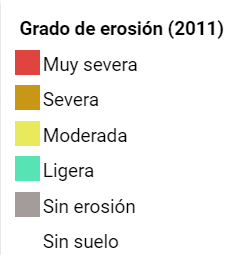 Grado de erosión (2011)
Muy severa
Severa
Moderada
Ligera
Sin erosión
Sin suelo